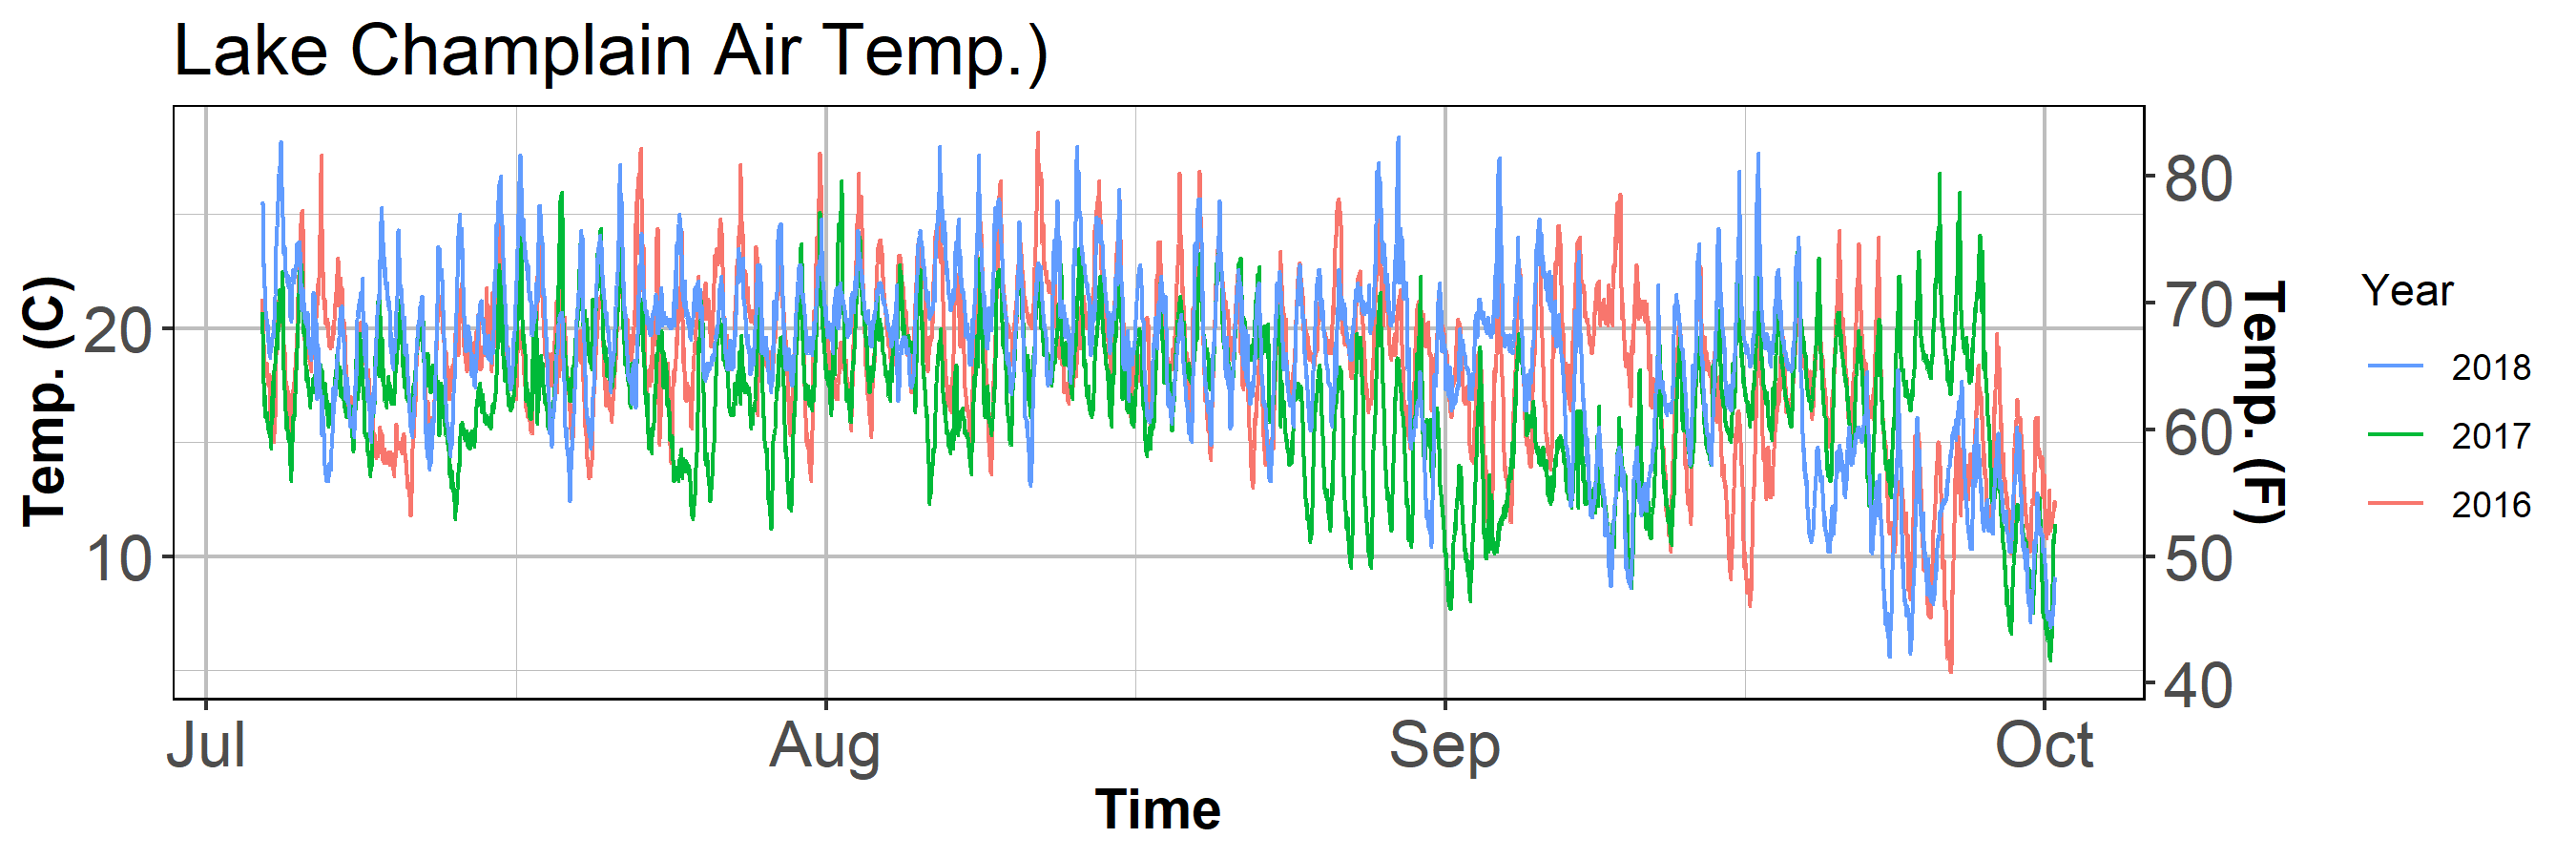 Lake Champlain Air Temp.)
Temp. (C)
20
10
80
70
60
50
40
Temp. (F)
Jul
Aug
Sep
Oct
Time
Year
2018
2017
2016